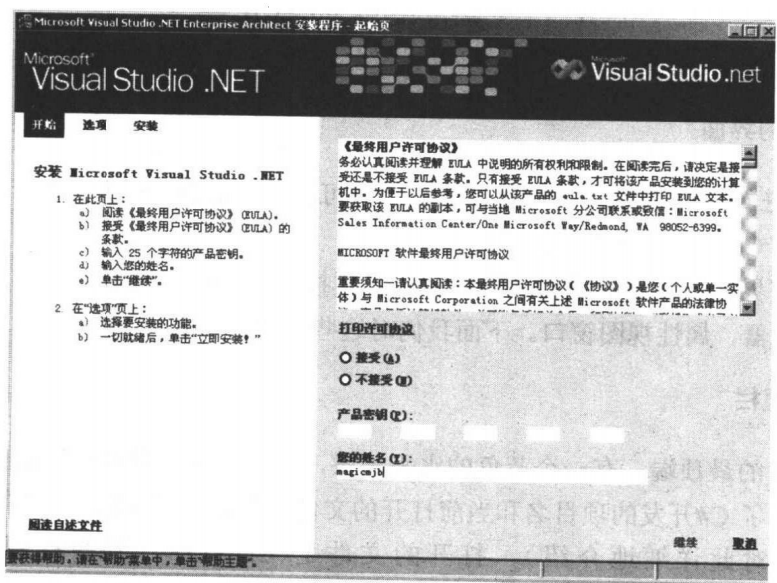 Microsoft Visual Studio .NET Enterprise Architect 安装程序 - 起始页
Microsoft
Visual Studio .NET
Microsoft
Visual Studio.net
开始 选项 安装
安装 Microsoft Visual Studio .NET
1. 在此页上：
a) 阅读《最终用户许可协议》(EULA)。
b) 接受《最终用户许可协议》(EULA) 的
条款。
c) 输入 25 个字符的产品密钥。
d) 输入您的姓名。
e) 单击“继续”。
2. 在“选项”页上：
a) 选择要安装的功能。
b) 一切就绪后，单击“立即安装！”
阅读自述文件
《最终用户许可协议》
务必认真阅读并理解 EULA 中说明的所有权利和限制。在阅读完后，请决定是接
受还是不接受 EULA 条款。只有接受 EULA 条款，才可将该产品安装到您的计算
机中。为便于以后参考，您可以从该产品的 eula.txt 文件中打印 EULA 文本。
要获取该 EULA 的副本，可与当地 Microsoft 分公司联系或致信：Microsoft
Sales Information Center/One Microsoft Way/Redmond, WA 98052-6399.
MICROSOFT 软件最终用户许可协议
重要须知—请认真阅读：本最终用户许可协议（《协议》）是您（个人或单一实
体）与 Microsoft Corporation 之间有关上述 Microsoft 软件产品的法律协
打印许可协议
接受(A)
不接受(N)
产品密钥(P)：
您的姓名(Y)：
magicmjb
继续 取消
要获得帮助，请在“帮助”菜单中，单击“帮助主题”。